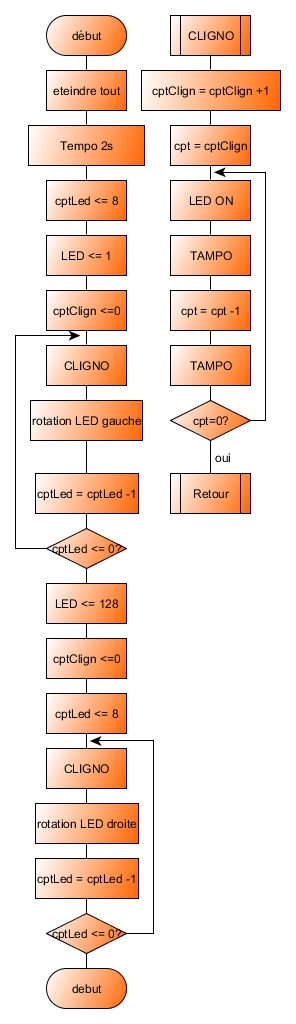 début
eteindre tout
Tempo 2s
cptLed <= 8
LED <= 1
cptClign <=0
CLIGNO
rotation LED gauche
cptLed = cptLed -1
cptLed <= 0?
LED <= 128
cptClign <=0
cptLed <= 8
CLIGNO
rotation LED droite
cptLed = cptLed -1
cptLed <= 0?
debut
CLIGNO
cptClign = cptClign +1
cpt = cptClign
LED ON
TAMPO
cpt = cpt -1
TAMPO
cpt=0?
oui
Retour